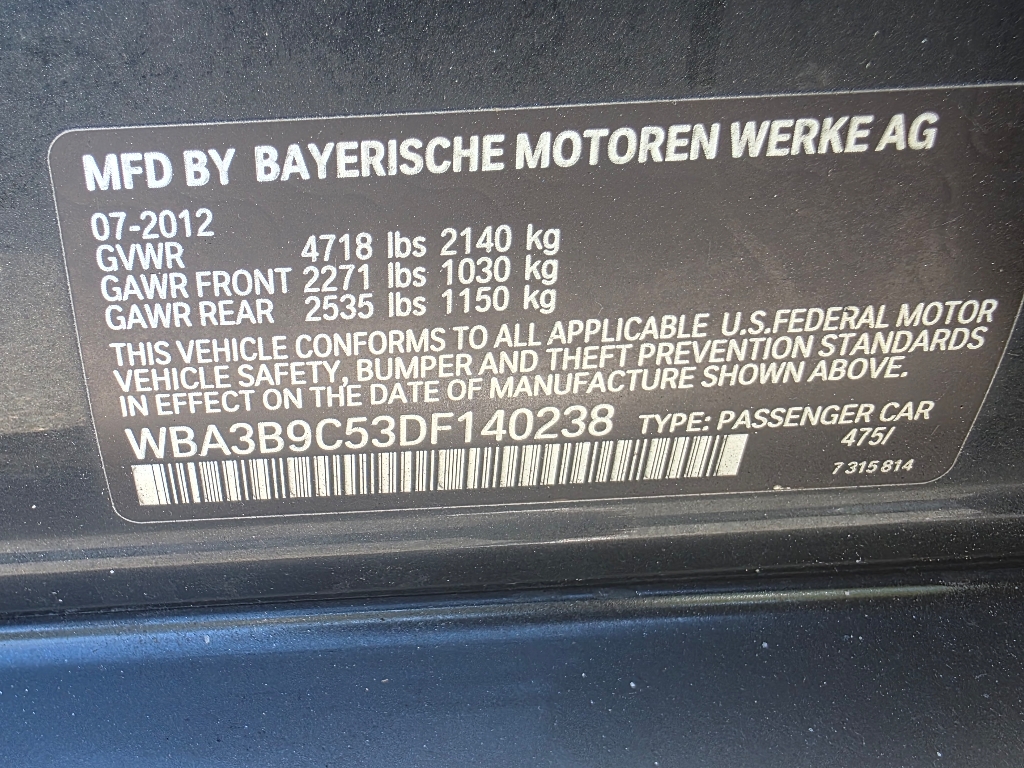 MFD BY BAYERISCHE MOTOREN WERKE AG
07-2012
GVWR 4718 lbs 2140 kg
GAWR FRONT 2271 lbs 1030 kg
GAWR REAR 2535 lbs 1150 kg
THIS VEHICLE CONFORMS TO ALL APPLICABLE U.S.FEDERAL MOTOR
VEHICLE SAFETY, BUMPER AND THEFT PREVENTION STANDARDS
IN EFFECT ON THE DATE OF MANUFACTURE SHOWN ABOVE.
WBA3B9C53DF140238 TYPE: PASSENGER CAR
475/
7 315 814